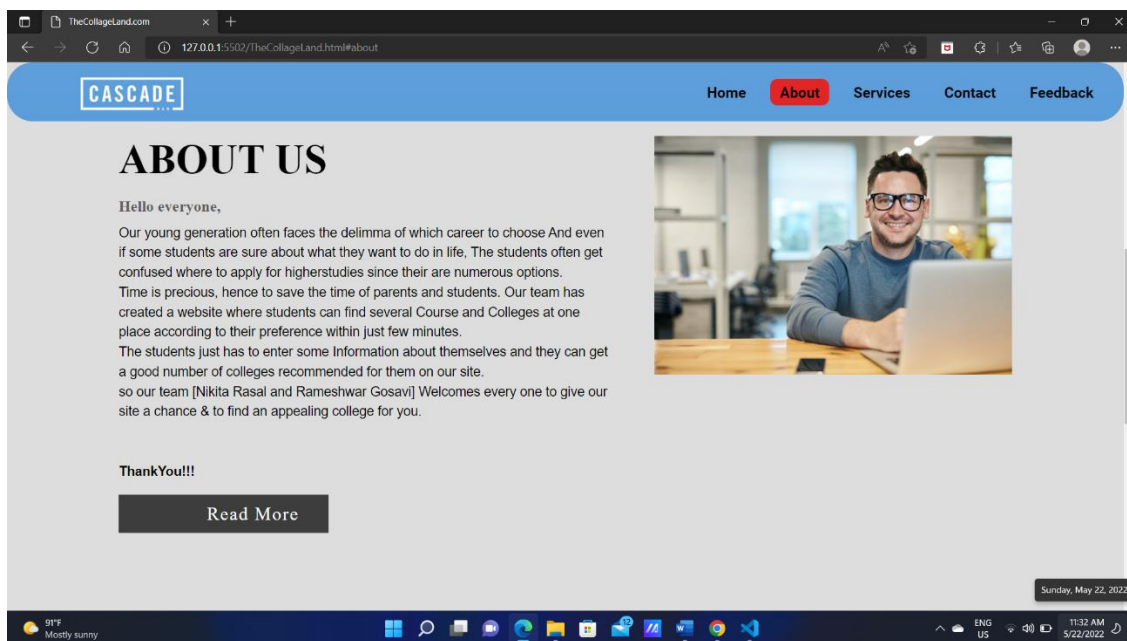 TheCollageLand.com
127.0.0.1:5502/TheCollageLand.html#about
CASCADE
Home About Services Contact Feedback
ABOUT US
Hello everyone,
Our young generation often faces the delimma of which career to choose And even
if some students are sure about what they want to do in life, The students often get
confused where to apply for higherstudies since their are numerous options.
Time is precious, hence to save the time of parents and students. Our team has
created a website where students can find several Course and Colleges at one
place according to their preference within just few minutes.
The students just has to enter some Information about themselves and they can get
a good number of colleges recommended for them on our site.
so our team [Nikita Rasal and Rameshwar Gosavi] Welcomes every one to give our
site a chance & to find an appealing college for you.
ThankYou!!!
Read More
Sunday, May 22, 2022
91°F
Mostly sunny
12
ENG
US
11:32 AM
5/22/2022